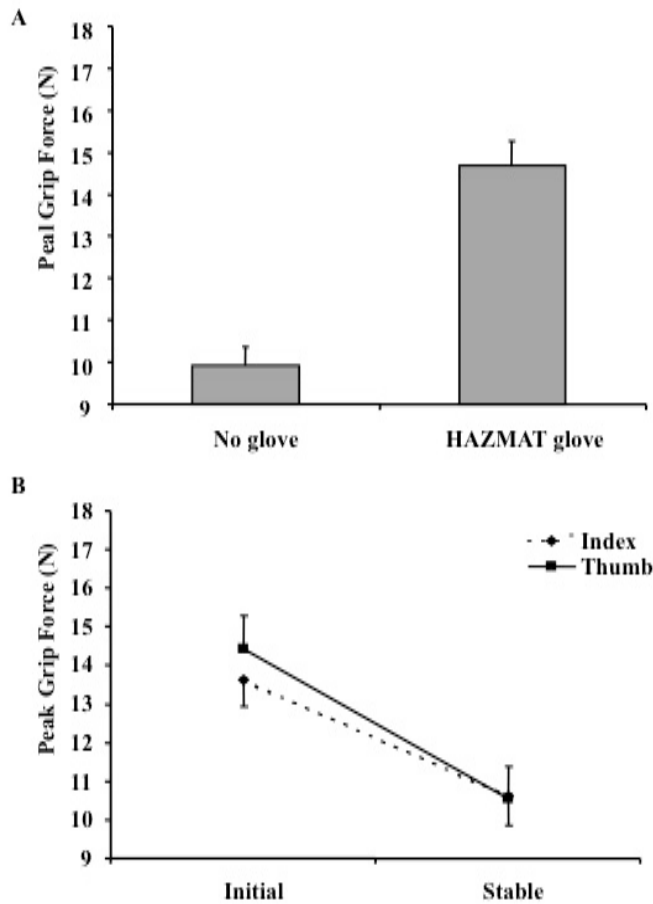 A
Peal Grip Force (N)
18
17
16
15
14
13
12
11
10
9
No glove HAZMAT glove
B
Peak Grip Force (N)
18
17
16
15
14
13
12
11
10
9
Index
Thumb
Initial Stable